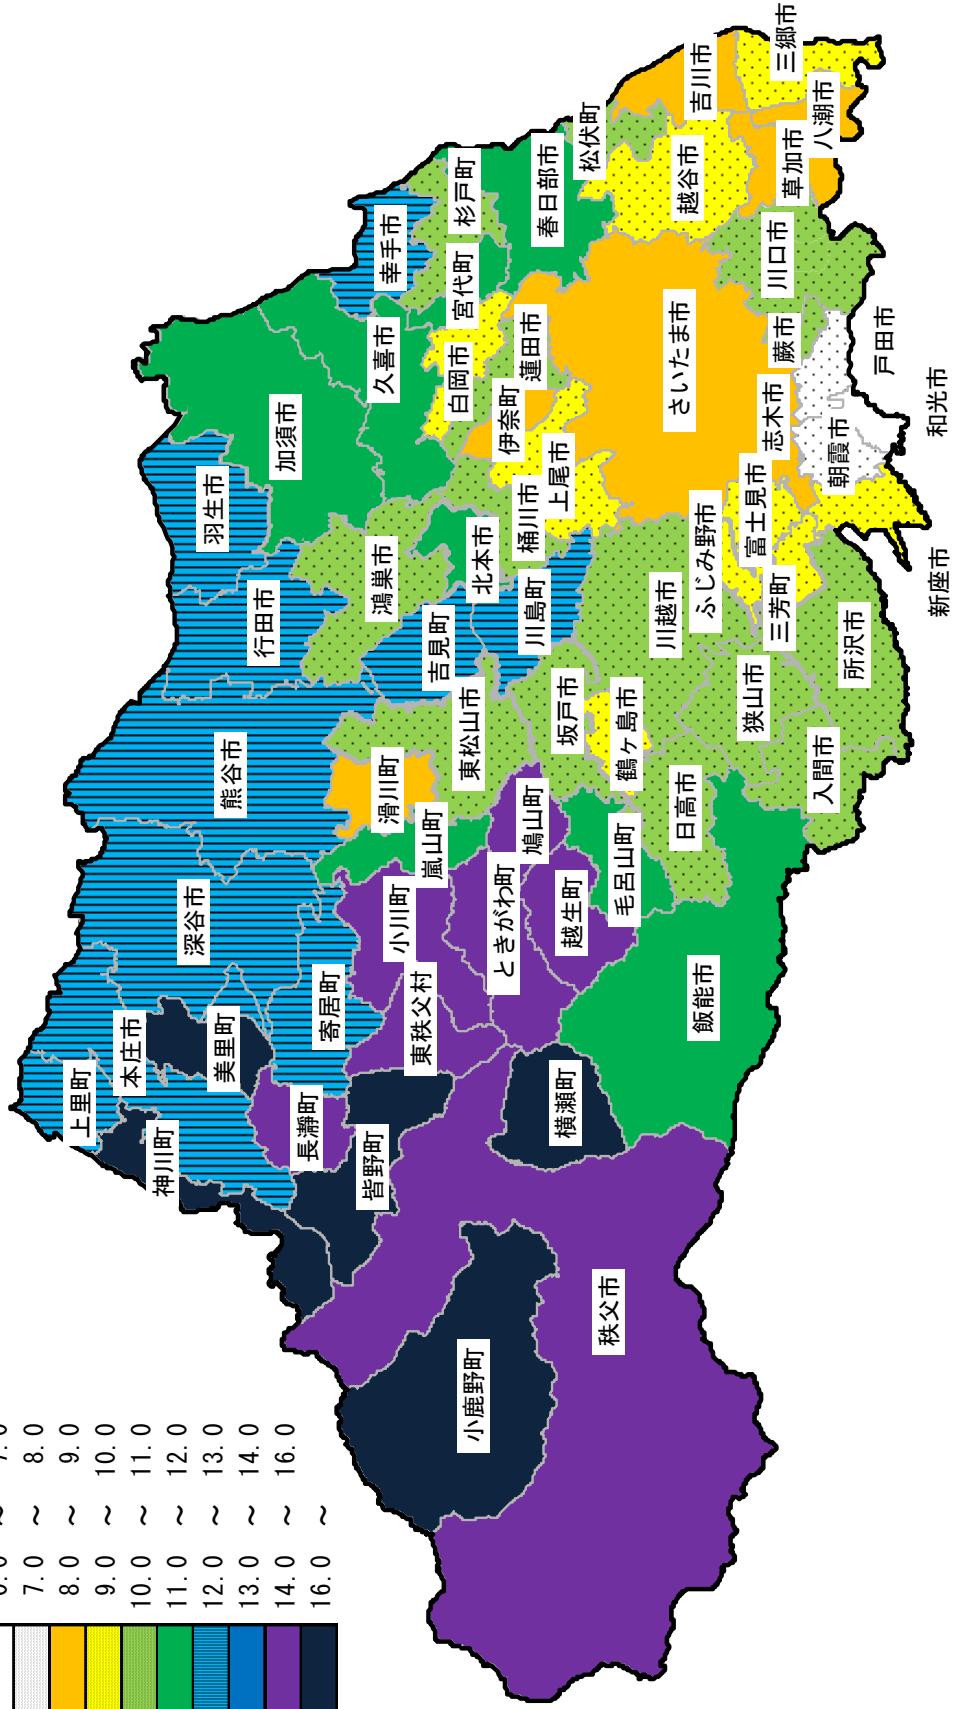 三郷市
吉川市
八潮市
草加市
松伏町
越谷市
春日部市
杉戸町
幸手市
宮代町
川口市
蕨市
戸田市
さいたま市
蓮田市
白岡市
久喜市
伊奈町
加須市
志木市
和光市
朝霞市
上尾市
桶川市
富士見市
ふじみ野市
羽生市
北本市
鴻巣市
新座市
三芳町
川島町
行田市
吉見町
川越市
所沢市
狭山市
坂戸市
東松山市
鶴ヶ島市
入間市
熊谷市
滑川町
日高市
嵐山町
鳩山町
毛呂山町
小川町
ときがわ町
越生町
深谷市
飯能市
寄居町
東秩父村
美里町
本庄市
上里町
横瀬町
長瀞町
神川町
皆野町
秩父市
小鹿野町
7.0 ～ 8.0
8.0 ～ 9.0
9.0 ～ 10.0
10.0 ～ 11.0
11.0 ～ 12.0
12.0 ～ 13.0
13.0 ～ 14.0
14.0 ～ 16.0
16.0 ～